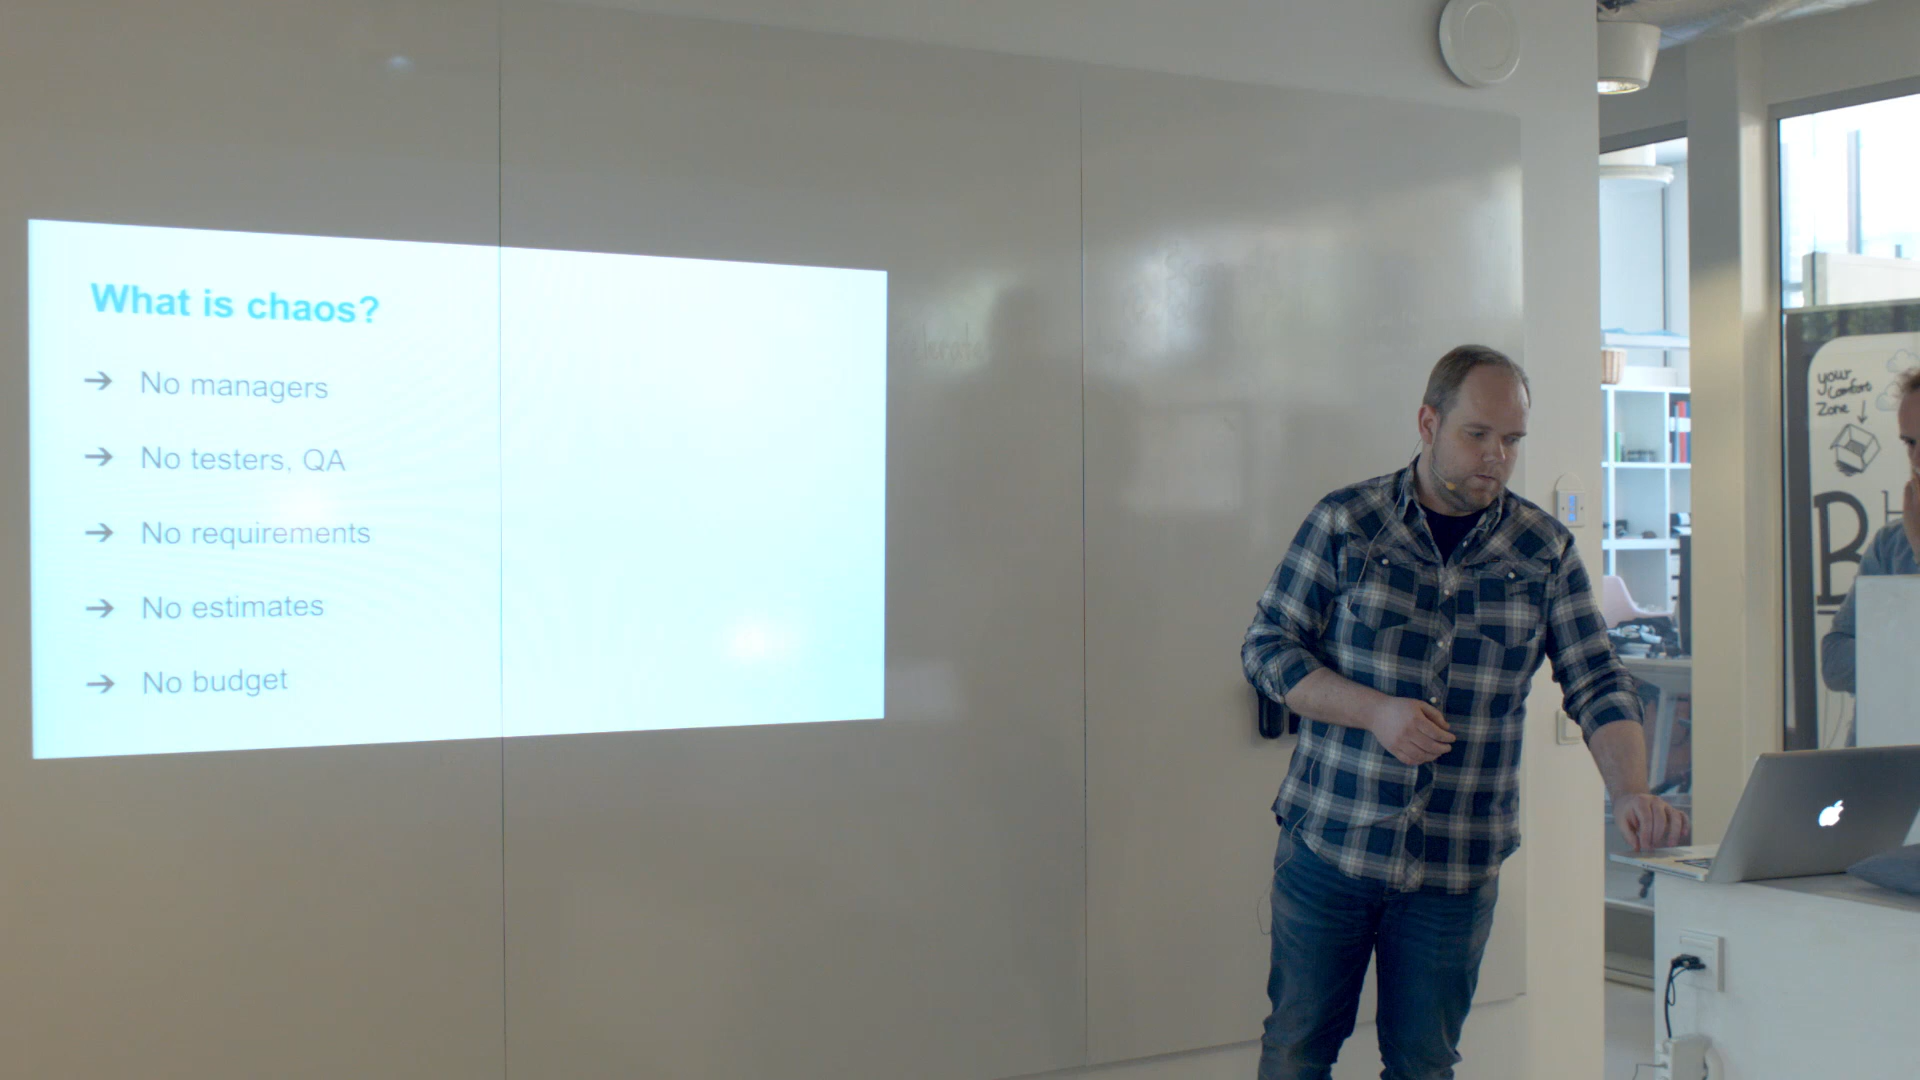 What is chaos?
➔ No managers
➔ No testers, QA
➔ No requirements
➔ No estimates
➔ No budget
your
Comfort
Zone
B